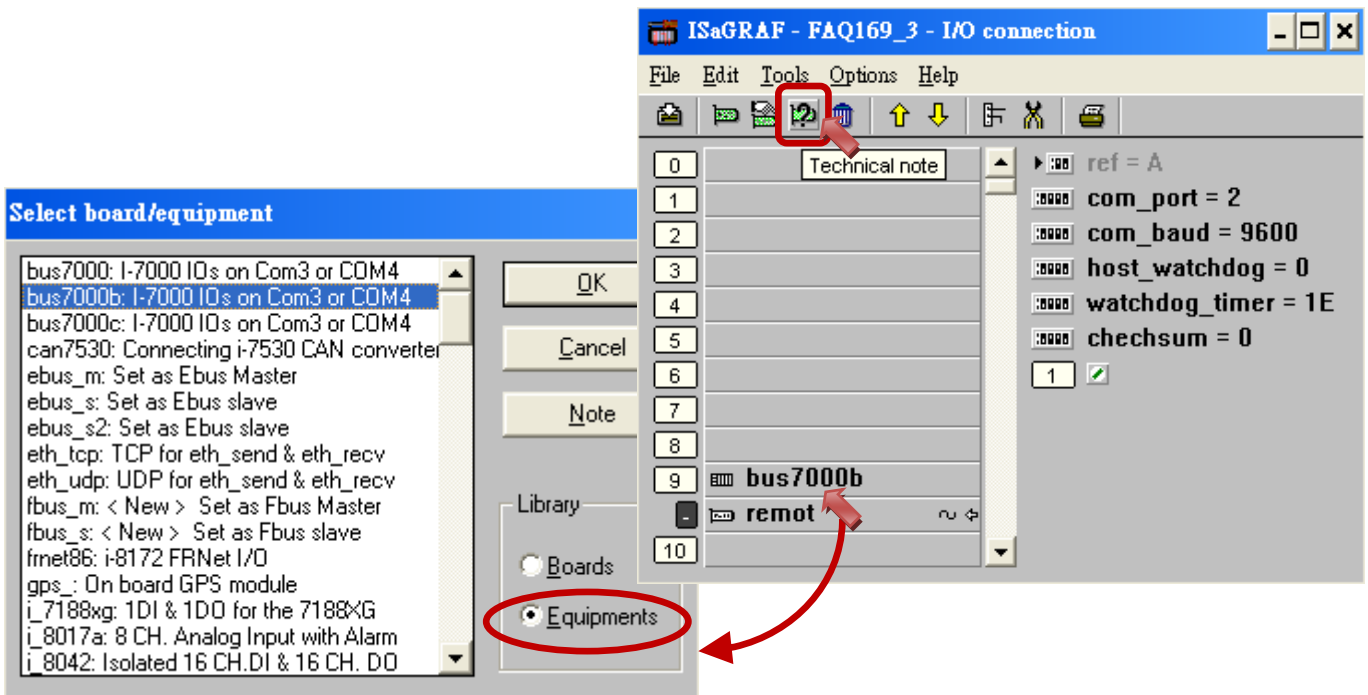 ISaGRAF - FAQ169_3 - I/O connection
File Edit Tools Options Help
Technical note
0
1
2
3
4
5
6
7
8
9 bus7000b
- remot
10
ref = A
com_port = 2
com_baud = 9600
host_watchdog = 0
watchdog_timer = 1E
chechsum = 0
1
Select board/equipment
bus7000: I-7000 IOs on Com3 or COM4
bus7000b: I-7000 IOs on Com3 or COM4
bus7000c: I-7000 IOs on Com3 or COM4
can7530: Connecting i-7530 CAN converter
ebus_m: Set as Ebus Master
ebus_s: Set as Ebus slave
ebus_s2: Set as Ebus slave
eth_tcp: TCP for eth_send & eth_recv
eth_udp: UDP for eth_send & eth_recv
fbus_m: < New > Set as Fbus Master
fbus_s: < New > Set as Fbus slave
frnet86: i-8172 FRNet I/O
gps_: On board GPS module
i_7188xg: 1DI & 1DO for the 7188XG
i_8017a: 8 CH. Analog Input with Alarm
i_8042: Isolated 16 CH.DI & 16 CH. DO
OK
Cancel
Note
Library
Boards
Equipments